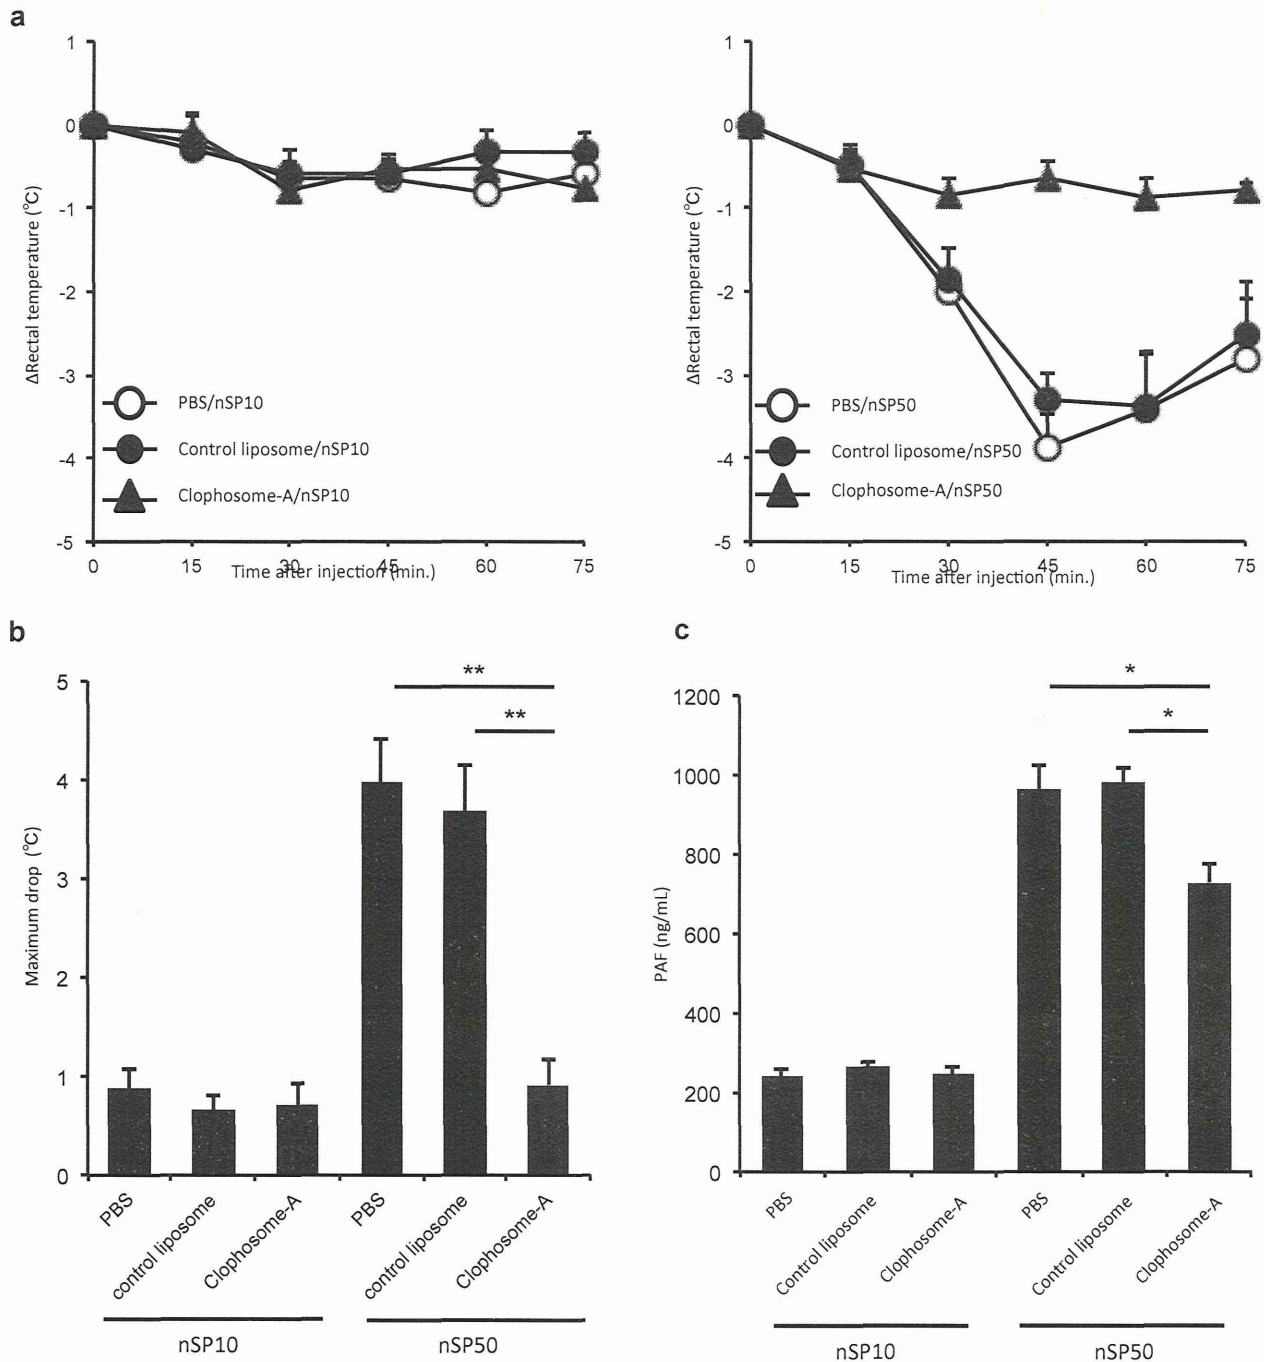 a
1
0
-1
-2
-3
-4
-5
ΔRectal temperature (°C)
PBS/nSP10
Control liposome/nSP10
Clophosome-A/nSP10
0 15 30 45 60 75
Time after injection (min.)
1
0
-1
-2
-3
-4
-5
ΔRectal temperature (°C)
PBS/nSP50
Control liposome/nSP50
Clophosome-A/nSP50
0 15 30 45 60 75
Time after injection (min.)
b
5
4
3
2
1
0
Maximum drop (°C)
**
**
PBS
control liposome
Clophosome-A
PBS
control liposome
Clophosome-A
nSP10
nSP50
c
1200
1000
800
600
400
200
0
PAF (ng/mL)
*
*
PBS
Control liposome
Clophosome-A
PBS
Control liposome
Clophosome-A
nSP10
nSP50